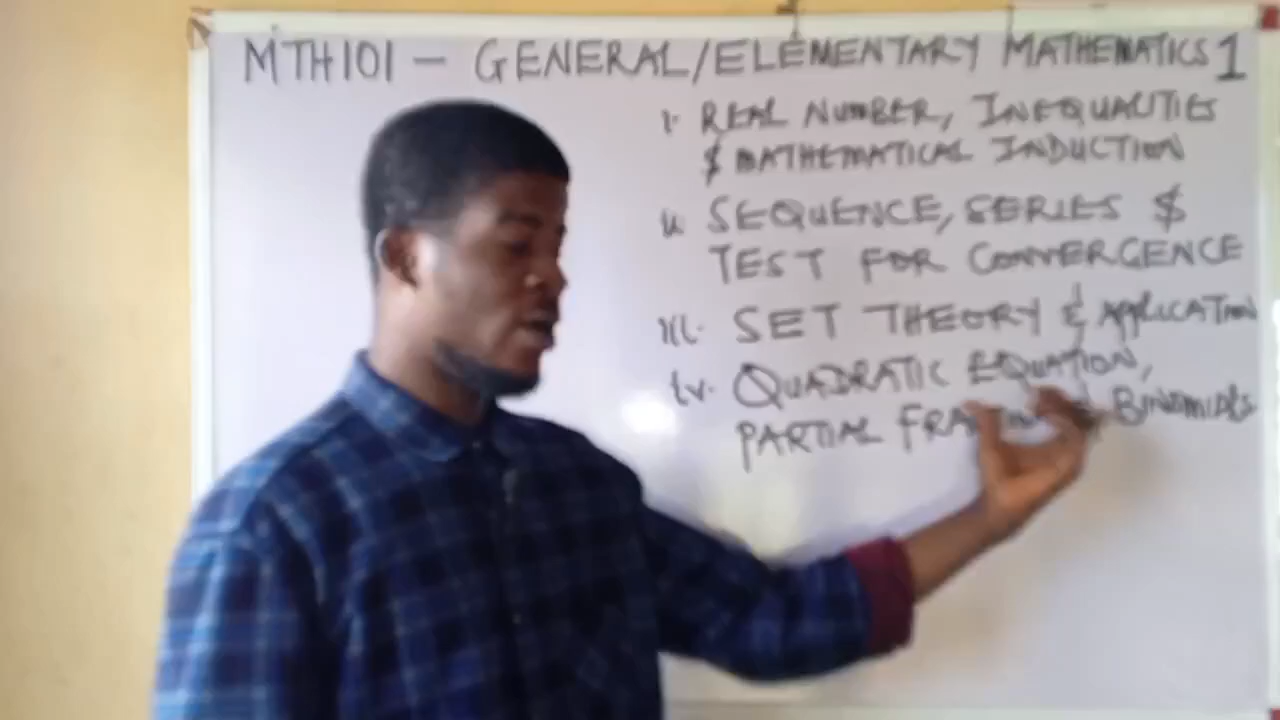 MTH101 - GENERAL/ELEMENTARY MATHEMATICS 1
i. REAL NUMBER, INEQUALITIES
& MATHEMATICAL INDUCTION
ii. SEQUENCE, SERIES &
TEST FOR CONVERGENCE
iii. SET THEORY & APPLICATION
iv. QUADRATIC EQUATION,
PARTIAL & BINOMIALS